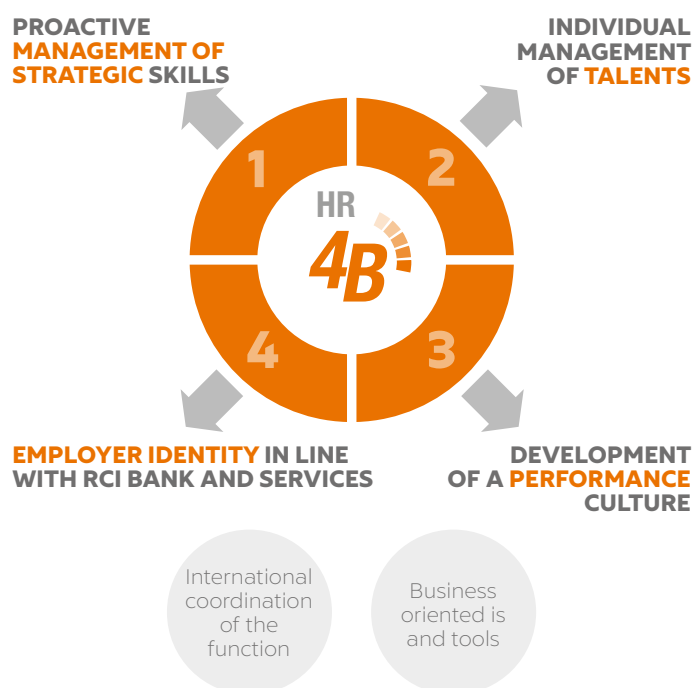 PROACTIVE
MANAGEMENT OF
STRATEGIC SKILLS
INDIVIDUAL
MANAGEMENT
OF TALENTS
1
2
HR
4B
4
3
EMPLOYER IDENTITY IN LINE
WITH RCI BANK AND SERVICES
DEVELOPMENT
OF A PERFORMANCE
CULTURE
International
coordination
of the
function
Business
oriented is
and tools